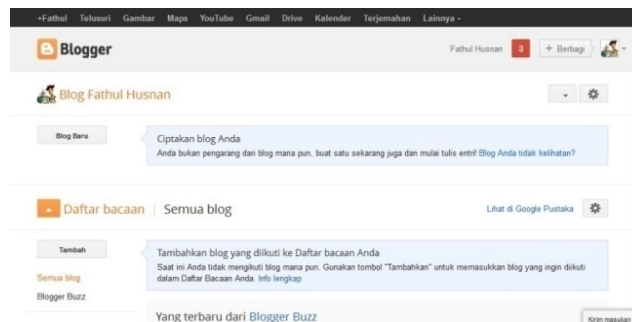 +Fathul Telusuri Gambar Maps YouTube Gmail Drive Kalender Terjemahan Lainnya
Blogger
Fathul Husnan 3 + Berbagi
Blog Fathul Husnan
Blog Baru
Ciptakan blog Anda
Anda bukan pengarang dari blog mana pun, buat satu sekarang juga dan mulai tulis entri! Blog Anda tidak kelihatan?
Daftar bacaan | Semua blog
Lihat di Google Pustaka
Tambah
Tambahkan blog yang diikuti ke Daftar bacaan Anda
Saat ini Anda tidak mengikuti blog mana pun. Gunakan tombol "Tambahkan" untuk memasukkan blog yang ingin diikuti
dalam Daftar Bacaan Anda. Info lengkap
Semua blog
Blogger Buzz
Yang terbaru dari Blogger Buzz
Kirim masukan